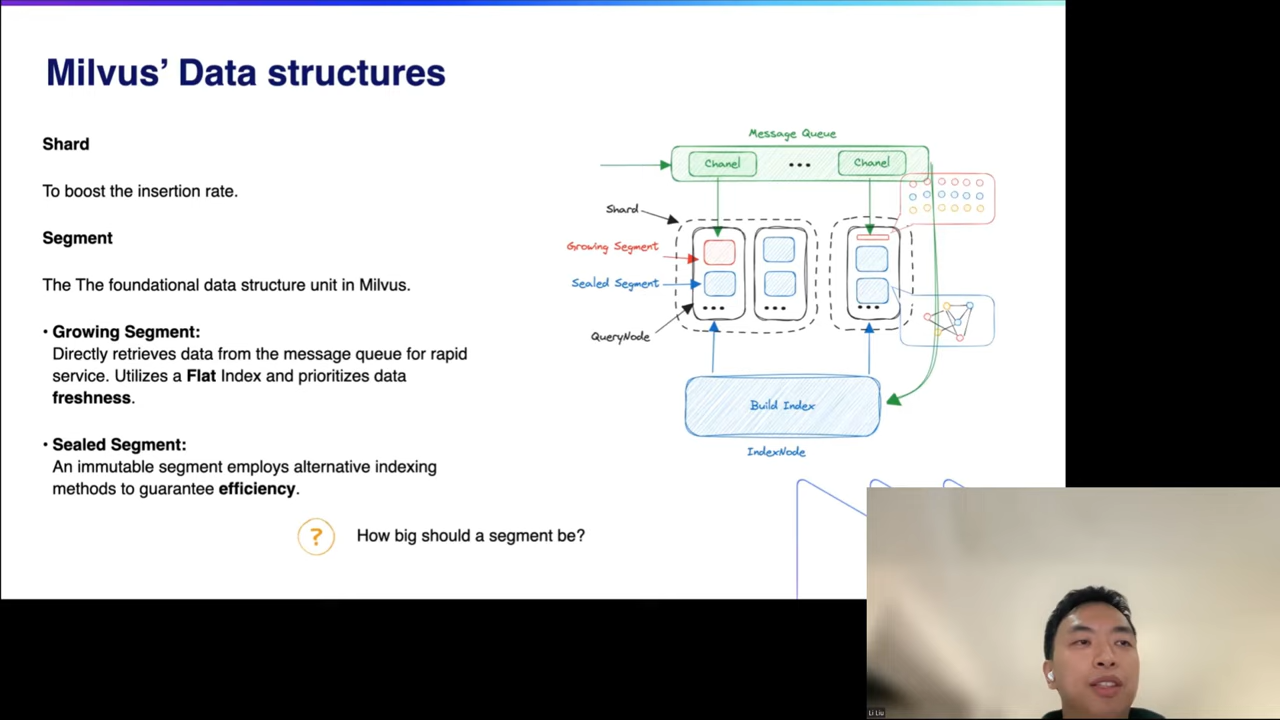 Milvus’ Data structures
Shard
To boost the insertion rate.
Segment
The The foundational data structure unit in Milvus.
• Growing Segment:
Directly retrieves data from the message queue for rapid
service. Utilizes a Flat Index and prioritizes data
freshness.
• Sealed Segment:
An immutable segment employs alternative indexing
methods to guarantee efficiency.
?
How big should a segment be?
Message Queue
Chanel
•••
Chanel
Shard
Growing Segment
Sealed Segment
QueryNode
Build Index
IndexNode
Li Liu